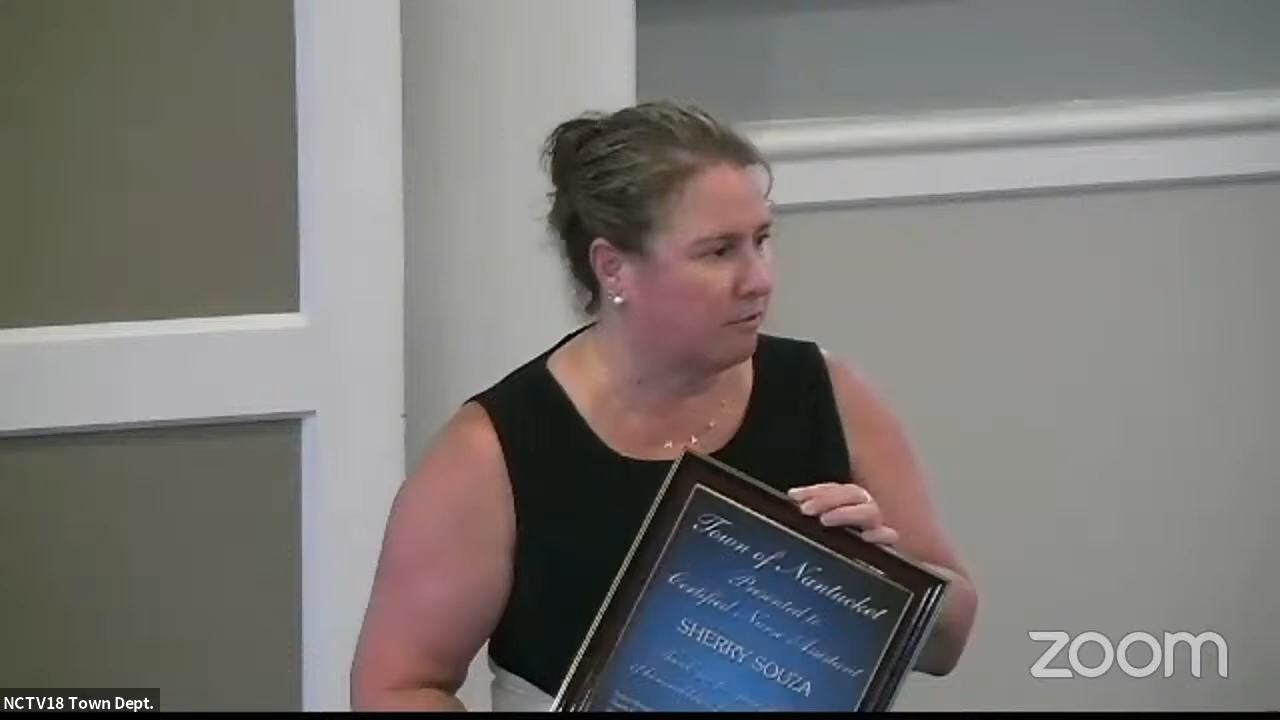 Town of Nantucket
Presented to
Certified Nurse Assistant
SHERRY SOUZA
zoom
NCTV18 Town Dept.